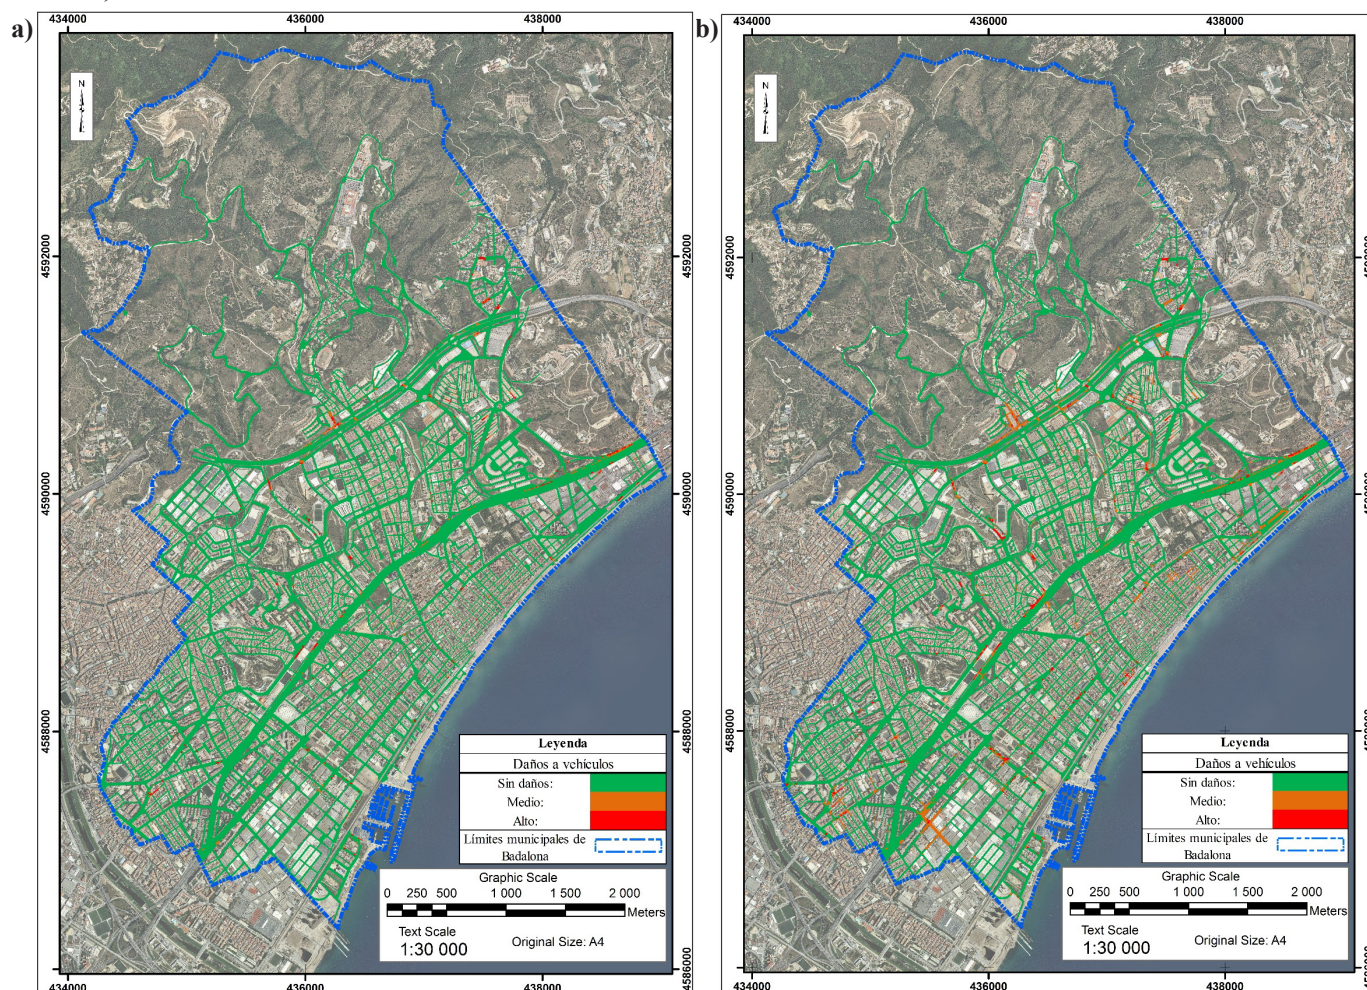 a)
434000
436000
438000
N
4592000
4590000
4588000
4586000
4592000
4590000
4588000
4586000
Leyenda
Daños a vehículos
Sin daños:
Medio:
Alto:
Límites municipales de
Badalona
Graphic Scale
0 250 500 1 000 1 500 2 000
Meters
Text Scale
1:30 000
Original Size: A4
434000
436000
438000
b)
434000
436000
438000
N
4592000
4590000
4588000
Leyenda
Daños a vehículos
Sin daños:
Medio:
Alto:
Límites municipales de
Badalona
Graphic Scale
0 250 500 1 000 1 500 2 000
Meters
Text Scale
1:30 000
Original Size: A4
434000
436000
438000